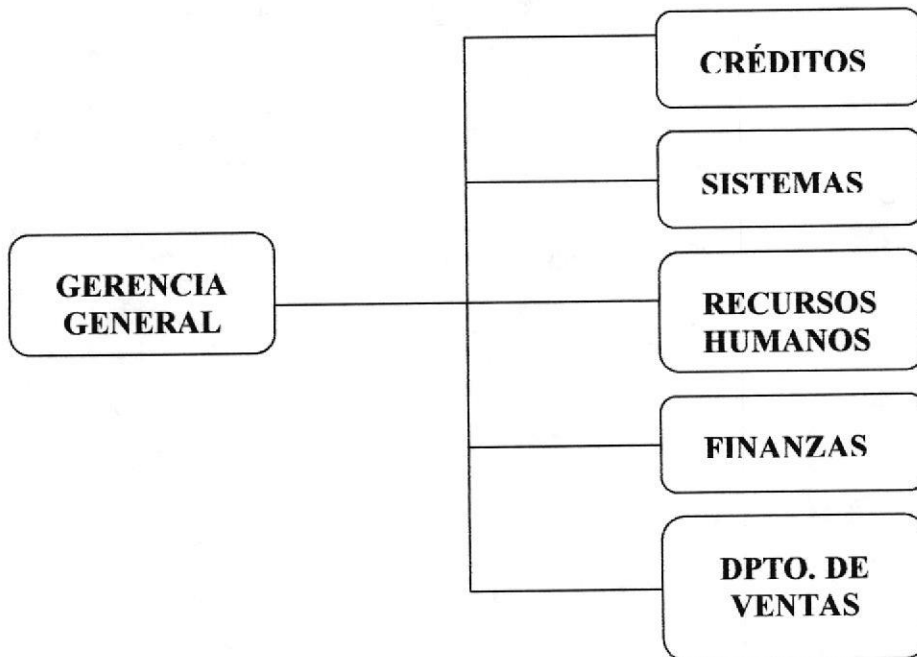 CRÉDITOS
SISTEMAS
GERENCIA
GENERAL
RECURSOS
HUMANOS
FINANZAS
DPTO. DE
VENTAS